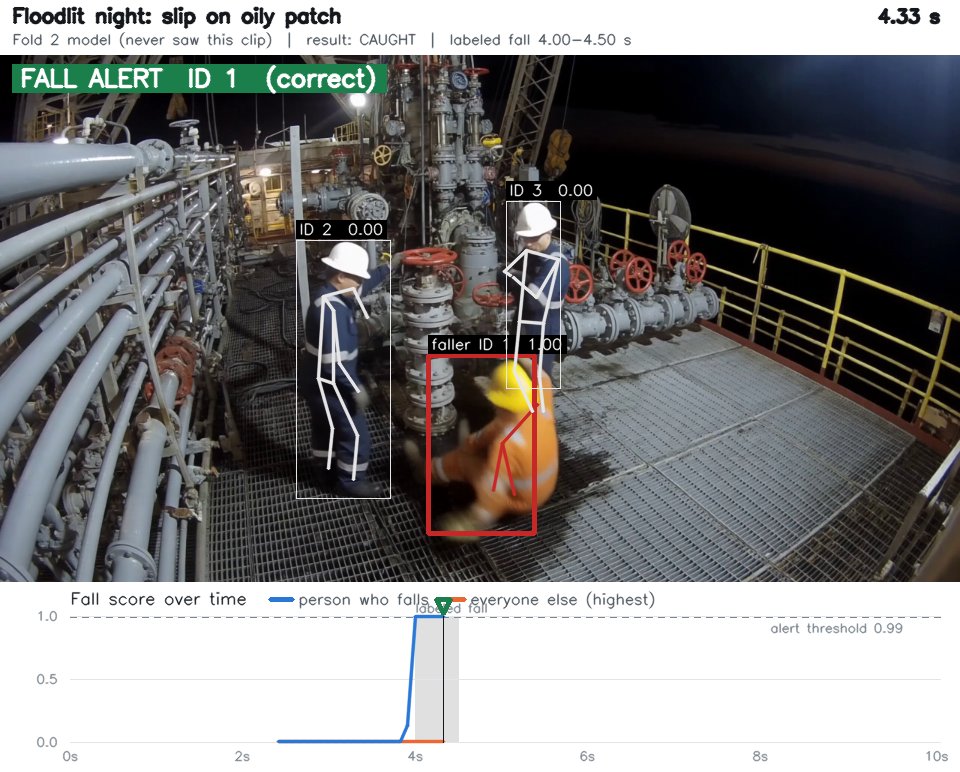 Floodlit night: slip on oily patch
4.33 s
Fold 2 model (never saw this clip) | result: CAUGHT | labeled fall 4.00–4.50 s
FALL ALERT ID 1 (correct)
ID 3 0.00
ID 2 0.00
faller ID 1 1.00
Fall score over time
person who falls
everyone else (highest)
labeled fall
1.0
alert threshold 0.99
0.5
0.0
0s
2s
4s
6s
8s
10s